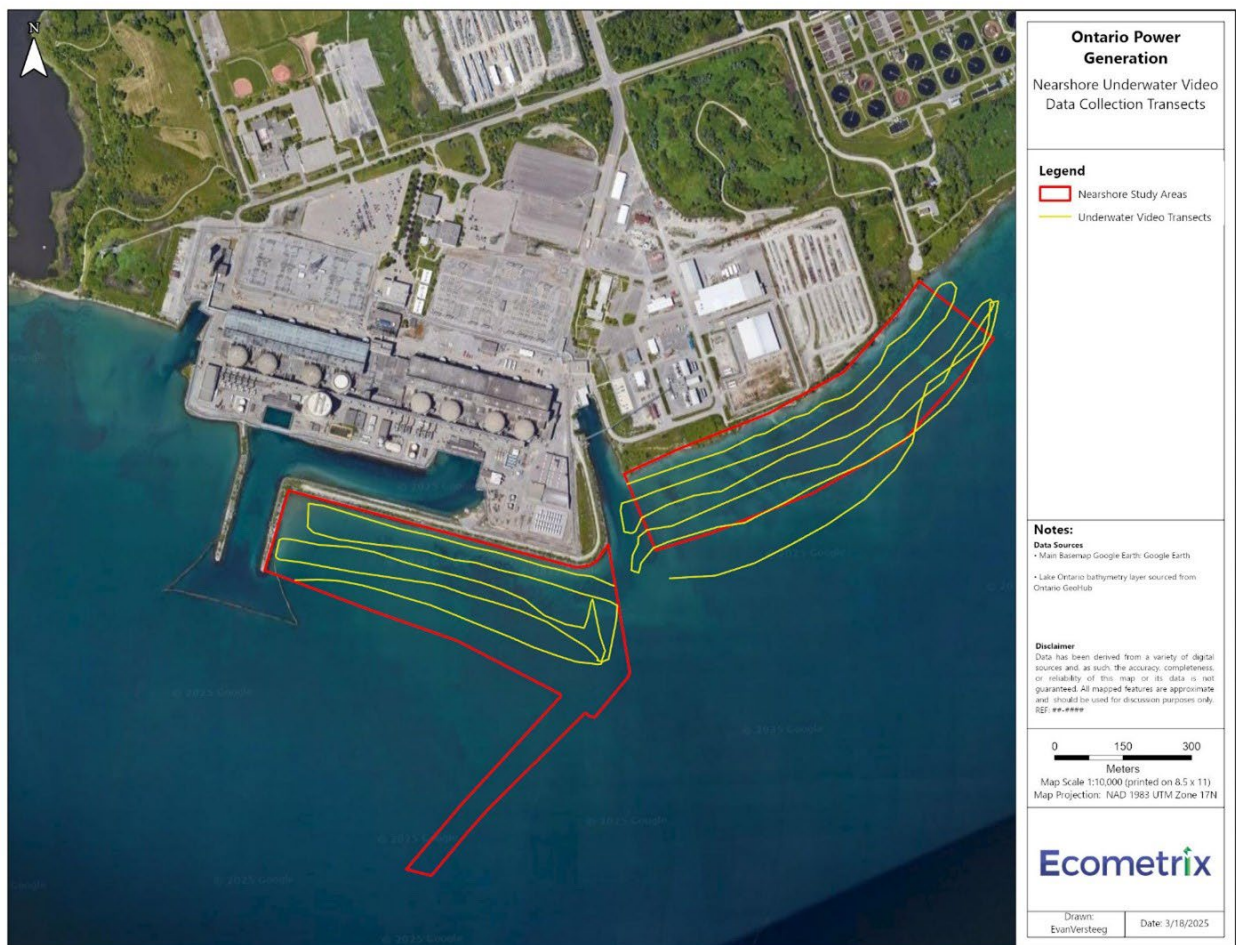 N
Ontario Power
Generation
Nearshore Underwater Video
Data Collection Transects
Legend
Nearshore Study Areas
Underwater Video Transects
Notes:
Data Sources
• Main Basemap Google Earth: Google Earth
• Lake Ontario bathymetry layer sourced from
Ontario GeoHub
Disclaimer
Data has been derived from a variety of digital
sources and, as such, the accuracy, completeness,
or reliability of this map or its data is not
guaranteed. All mapped features are approximate
and should be used for discussion purposes only.
REF: ##-####
0 150 300
Meters
Map Scale 1:10,000 (printed on 8.5 x 11)
Map Projection: NAD 1983 UTM Zone 17N
Ecometrix
Drawn:
EvanVersteeg
Date: 3/18/2025
© 2025 Google
© 2025 Google
© 2025 Google
© 2025 Google
© 2025 Google
© 2025 Google